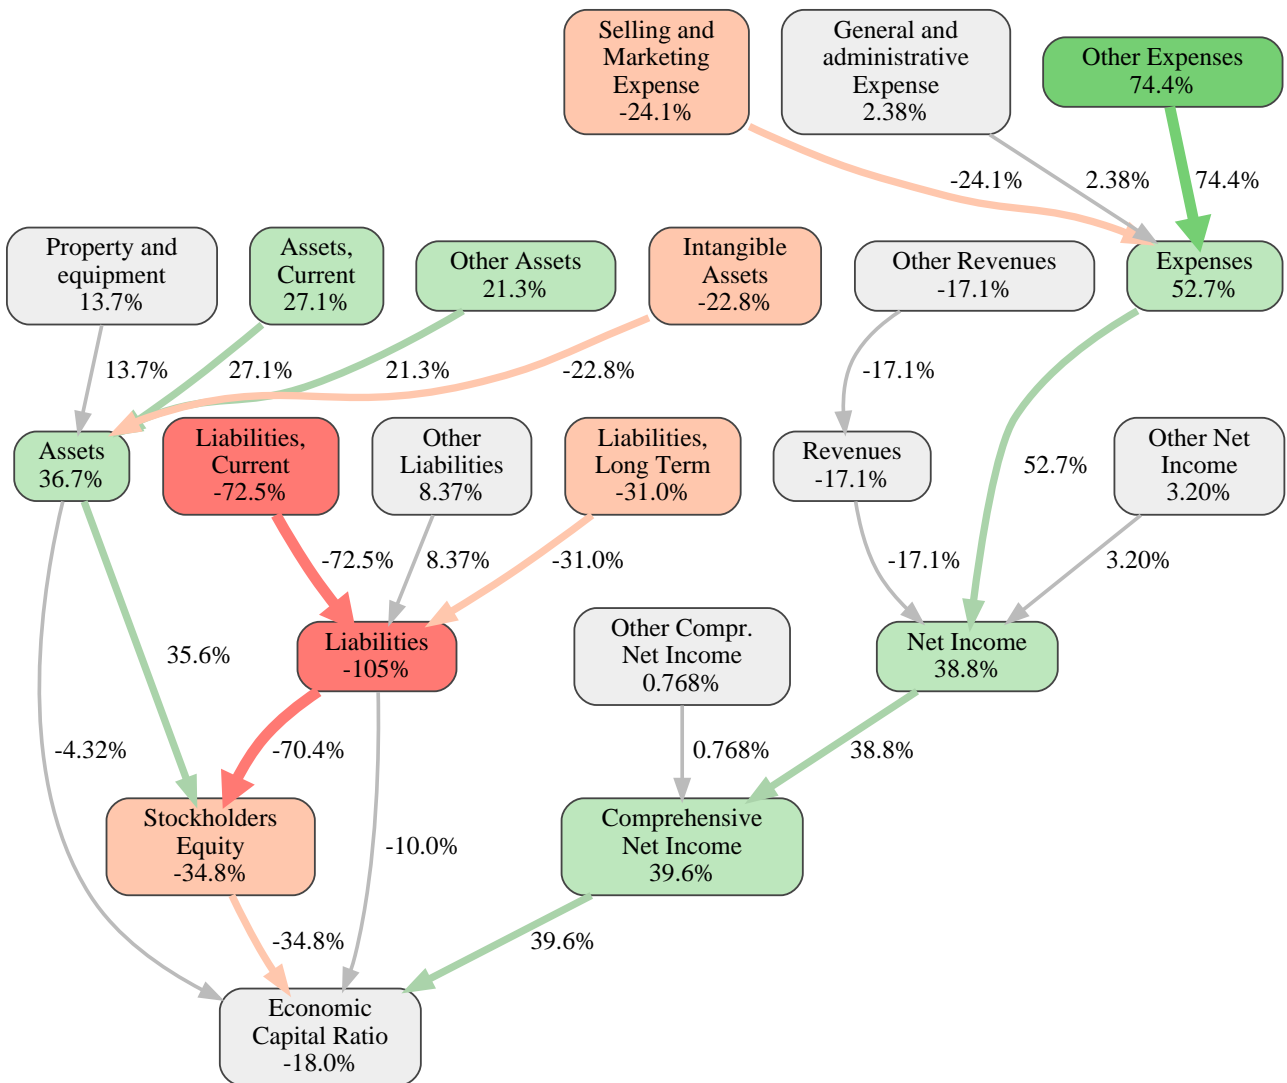 Selling and
Marketing
Expense
-24.1%
General and
administrative
Expense
2.38%
Other Expenses
74.4%
-24.1%
2.38%
74.4%
Property and
equipment
13.7%
Assets,
Current
27.1%
Other Assets
21.3%
Intangible
Assets
-22.8%
Other Revenues
-17.1%
Expenses
52.7%
13.7%
27.1%
21.3%
-22.8%
-17.1%
52.7%
Assets
36.7%
Liabilities,
Current
-72.5%
Other
Liabilities
8.37%
Liabilities,
Long Term
-31.0%
Revenues
-17.1%
Other Net
Income
3.20%
-72.5%
8.37%
-31.0%
-17.1%
3.20%
35.6%
Liabilities
-105%
Other Compr.
Net Income
0.768%
Net Income
38.8%
-4.32%
-70.4%
0.768%
38.8%
Stockholders
Equity
-34.8%
-10.0%
Comprehensive
Net Income
39.6%
-34.8%
39.6%
Economic
Capital Ratio
-18.0%